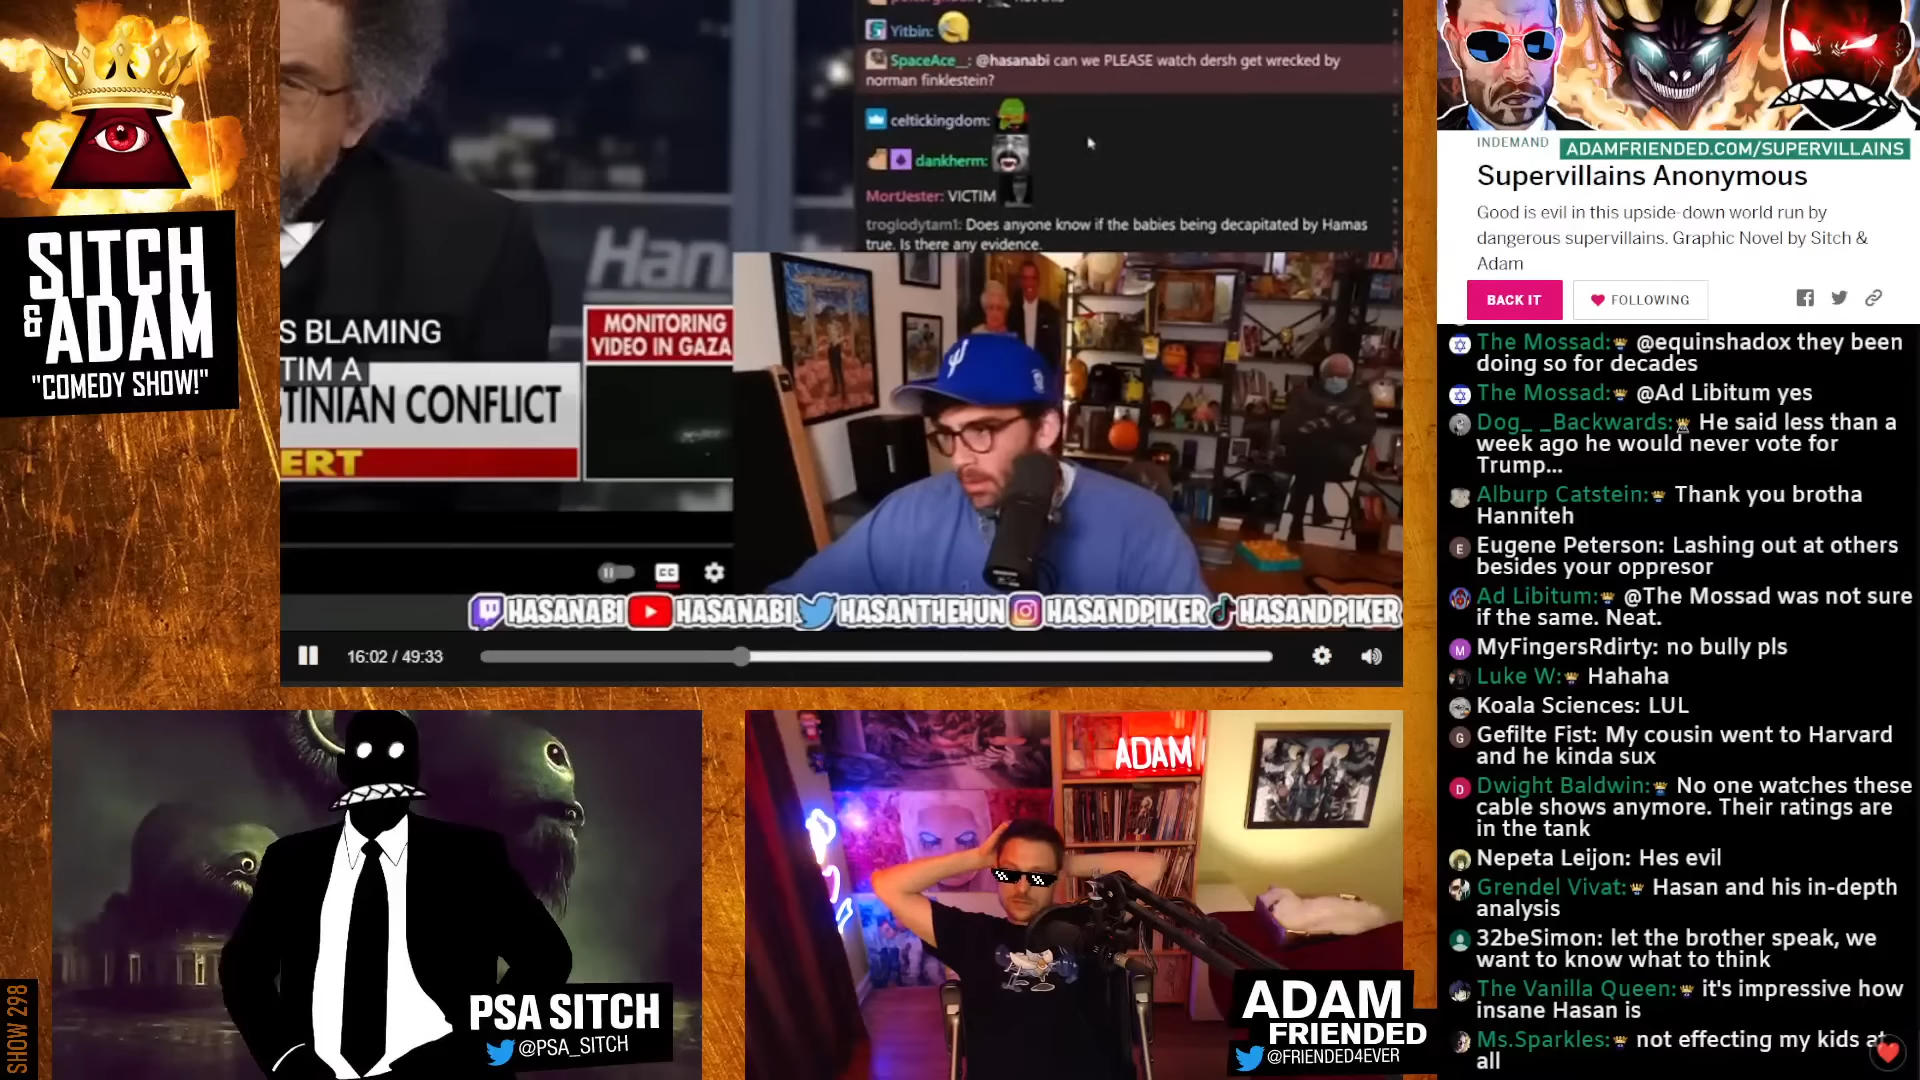 SITCH
& ADAM
"COMEDY SHOW!"
SHOW 298
Yitbin:
SpaceAce__: @hasanabi can we PLEASE watch dersh get wrecked by
norman finklestein?
celtickingdom:
dankherm:
MortJester: VICTIM
troglodytam1: Does anyone know if the babies being decapitated by Hamas
true. Is there any evidence.
Han
S BLAMING
TIM A
TINIAN CONFLICT
ERT
MONITORING
VIDEO IN GAZA
CC
HASANABI HASANABI HASANTHEHUN HASANDPIKER HASANDPIKER
16:02 / 49:33
PSA SITCH
@PSA_SITCH
ADAM
ADAM
FRIENDED
@FRIENDED4EVER
INDEMAND
ADAMFRIENDED.COM/SUPERVILLAINS
Supervillains Anonymous
Good is evil in this upside-down world run by
dangerous supervillains. Graphic Novel by Sitch &
Adam
BACK IT
FOLLOWING
The Mossad: @equinshadox they been
doing so for decades
The Mossad: @Ad Libitum yes
Dog_ _Backwards: He said less than a
week ago he would never vote for
Trump...
Alburp Catstein: Thank you brotha
Hanniteh
E Eugene Peterson: Lashing out at others
besides your oppresor
Ad Libitum: @The Mossad was not sure
if the same. Neat.
M MyFingersRdirty: no bully pls
Luke W: Hahaha
Koala Sciences: LUL
G Gefilte Fist: My cousin went to Harvard
and he kinda sux
D Dwight Baldwin: No one watches these
cable shows anymore. Their ratings are
in the tank
Nepeta Leijon: Hes evil
Grendel Vivat: Hasan and his in-depth
analysis
32beSimon: let the brother speak, we
want to know what to think
The Vanilla Queen: it's impressive how
insane Hasan is
Ms.Sparkles: not effecting my kids at
all